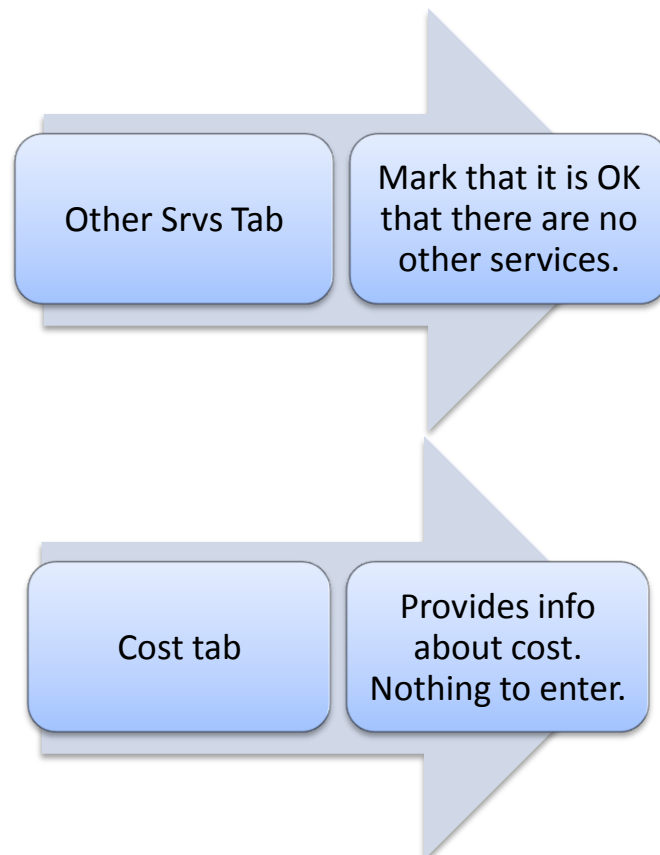 Other Srvs Tab
Mark that it is OK
that there are no
other services.
Cost tab
Provides info
about cost.
Nothing to enter.